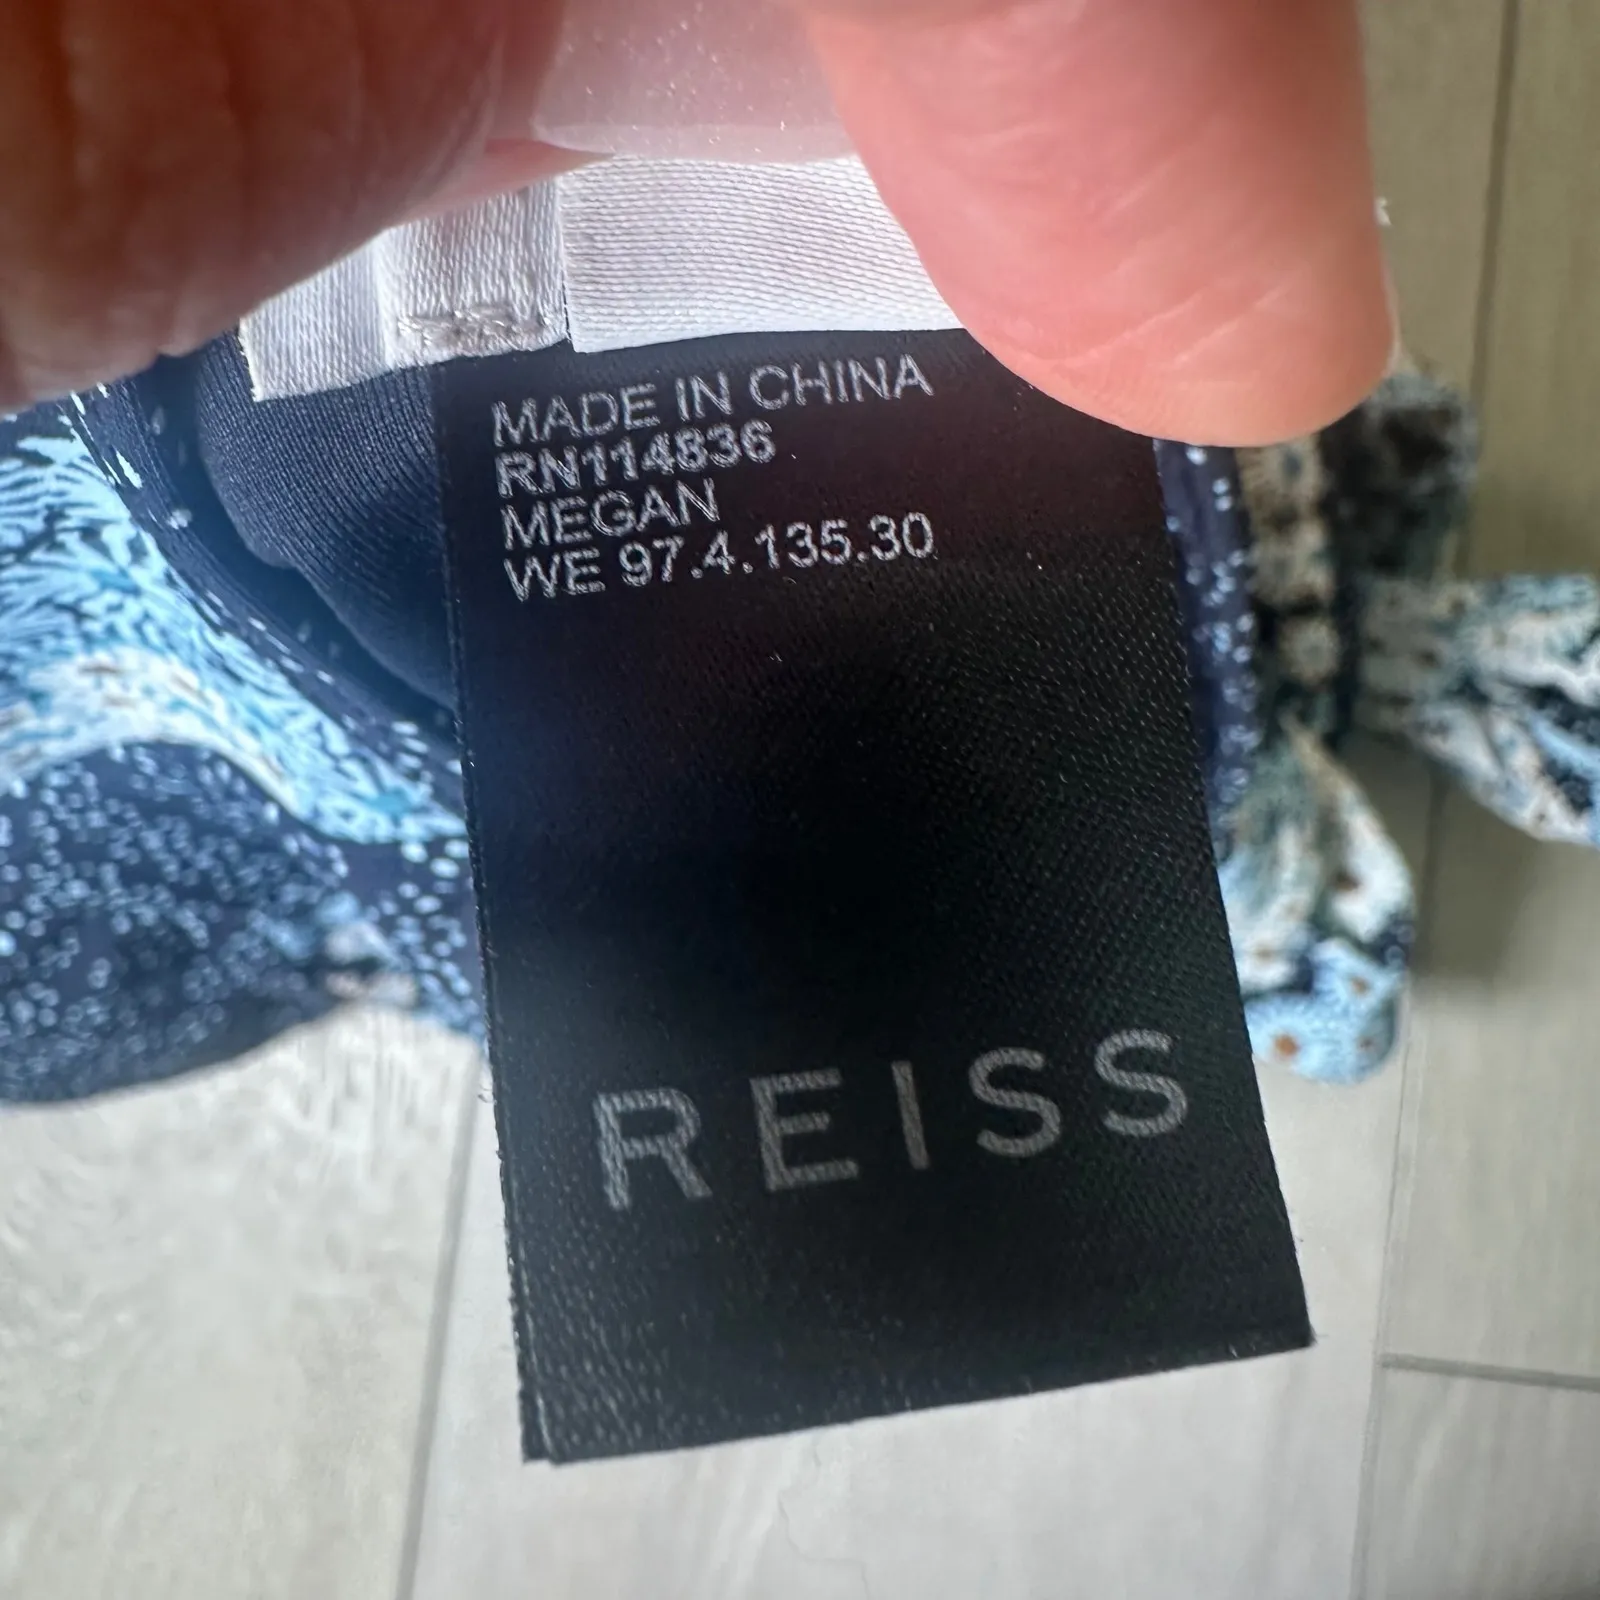 MADE IN CHINA
RN114836
MEGAN
WE 97.4.135.30
REISS